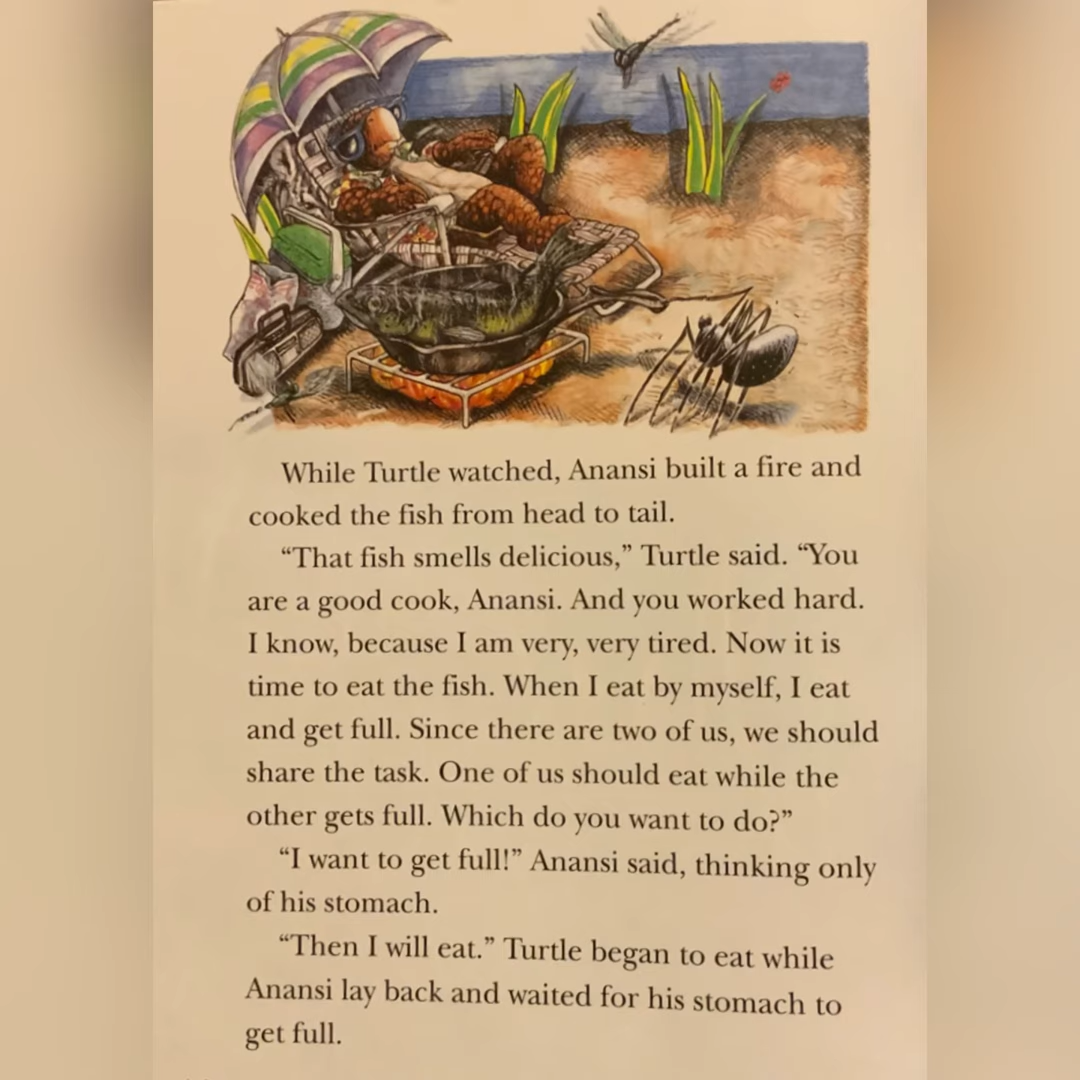 While Turtle watched, Anansi built a fire and
cooked the fish from head to tail.
“That fish smells delicious,” Turtle said. “You
are a good cook, Anansi. And you worked hard.
I know, because I am very, very tired. Now it is
time to eat the fish. When I eat by myself, I eat
and get full. Since there are two of us, we should
share the task. One of us should eat while the
other gets full. Which do you want to do?”
“I want to get full!” Anansi said, thinking only
of his stomach.
“Then I will eat.” Turtle began to eat while
Anansi lay back and waited for his stomach to
get full.